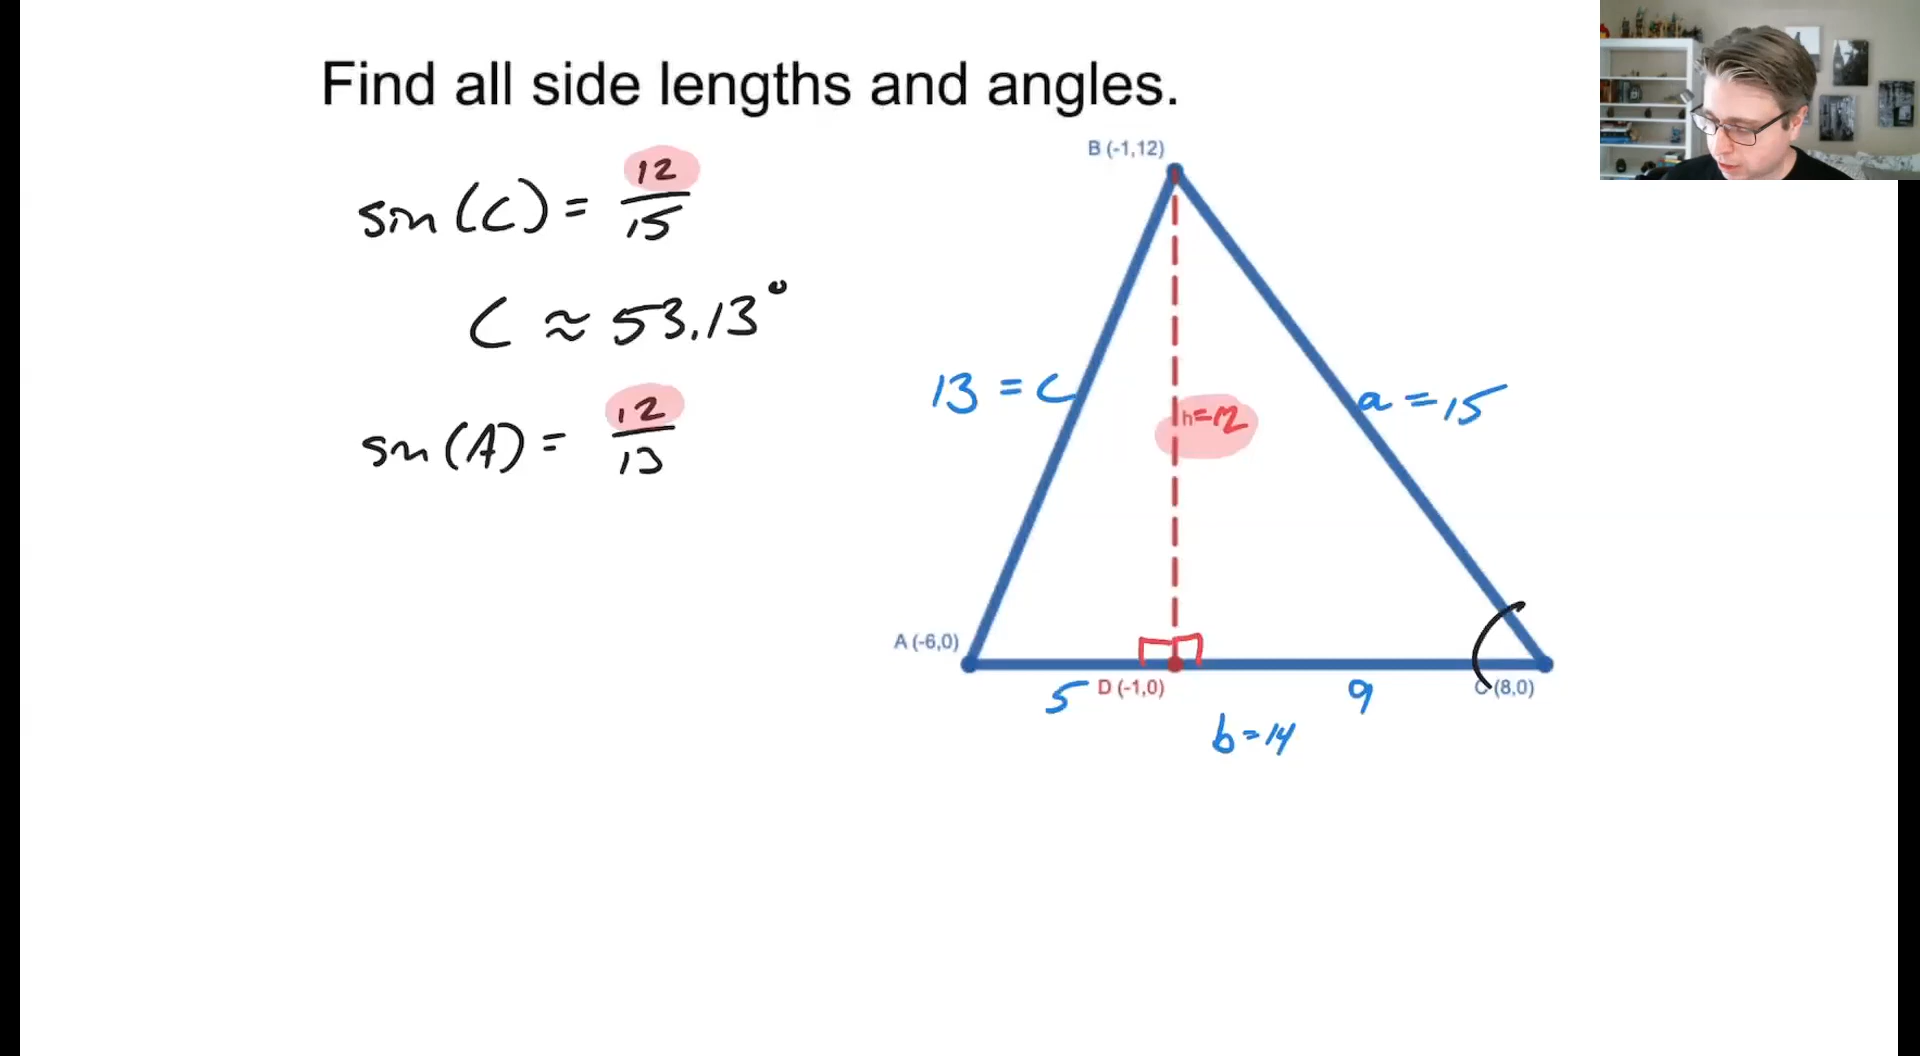 Find all side lengths and angles.
sin (C) = 12/15
C ≈ 53.13°
sin (A) = 12/13
B (-1,12)
13 = c
h=12
a = 15
A (-6,0)
D (-1,0)
C (8,0)
5
9
b = 14